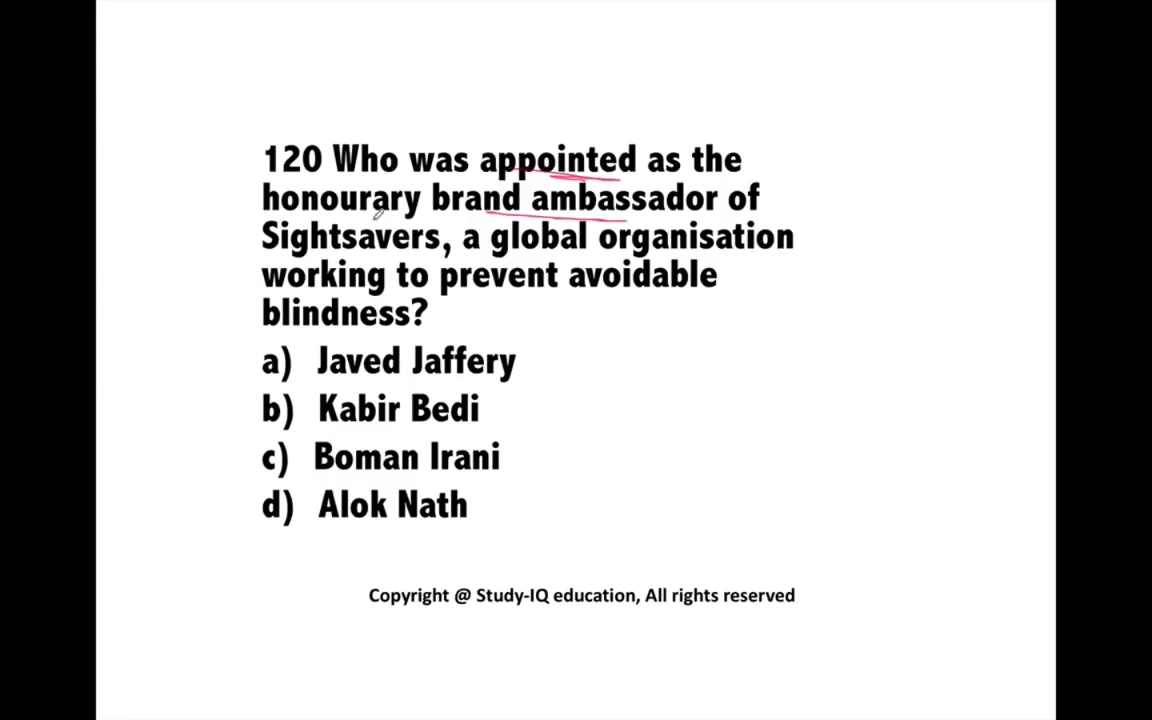 120 Who was appointed as the
honourary brand ambassador of
Sightsavers, a global organisation
working to prevent avoidable
blindness?
a) Javed Jaffery
b) Kabir Bedi
c) Boman Irani
d) Alok Nath
Copyright @ Study-IQ education, All rights reserved